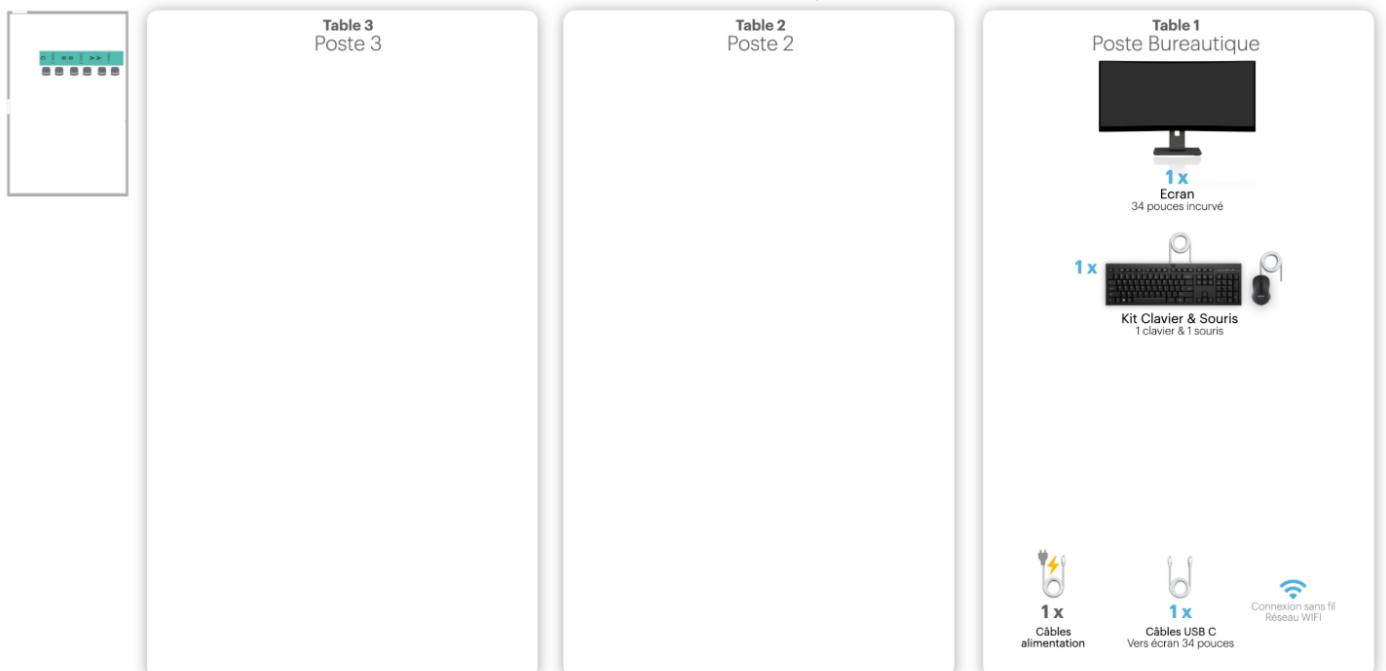 Table 3
Poste 3
Table 2
Poste 2
Table 1
Poste Bureautique
1 x
Ecran
34 pouces incurvé
1 x
Kit Clavier & Souris
1 clavier & 1 souris
1 x
Câbles
alimentation
1 x
Câbles USB C
Vers écran 34 pouces
Connexion sans fil
Réseau WIFI